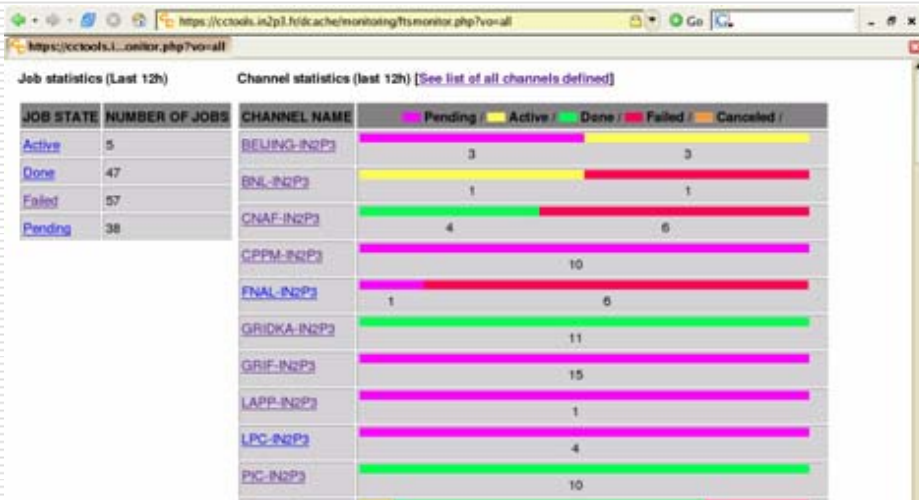 https://cctools.in2p3.fr/dcache/monitoring/ftsmonitor.php?vo=all
Go
https://cctools.i...onitor.php?vo=all
Job statistics (Last 12h)
Channel statistics (last 12h) [See list of all channels defined]
JOB STATE NUMBER OF JOBS
Active 5
Done 47
Failed 57
Pending 38
CHANNEL NAME Pending / Active / Done / Failed / Canceled /
BEIJING-IN2P3 3 3
BNL-IN2P3 1 1
CNAF-IN2P3 4 6
CPPM-IN2P3 10
FNAL-IN2P3 1 6
GRIDKA-IN2P3 11
GRIF-IN2P3 15
LAPP-IN2P3 1
LPC-IN2P3 4
PIC-IN2P3 10